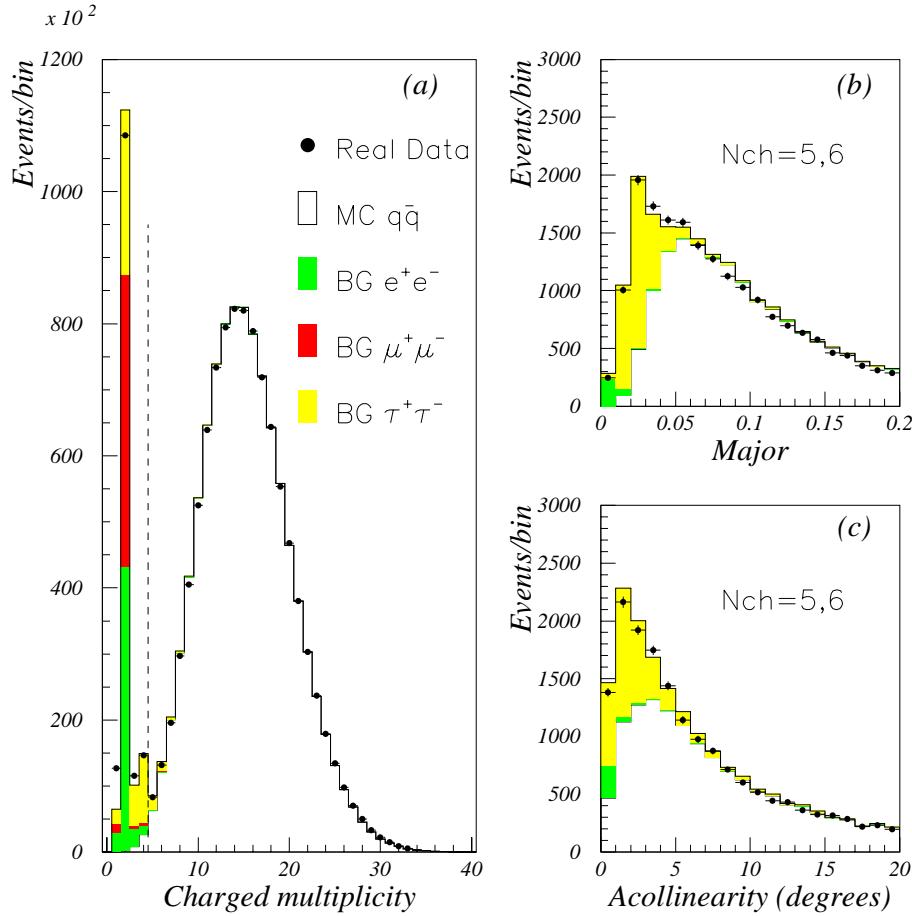 x 10²
Events/bin
1200
1000
800
600
400
200
0
0 10 20 30 40
Charged multiplicity
(a)
Real Data
MC qq̄
BG e⁺e⁻
BG μ⁺μ⁻
BG τ⁺τ⁻
Events/bin
3000
2500
2000
1500
1000
500
0
0 0.05 0.1 0.15 0.2
Major
(b)
Nch=5,6
Events/bin
3000
2500
2000
1500
1000
500
0
0 5 10 15 20
Acollinearity (degrees)
(c)
Nch=5,6